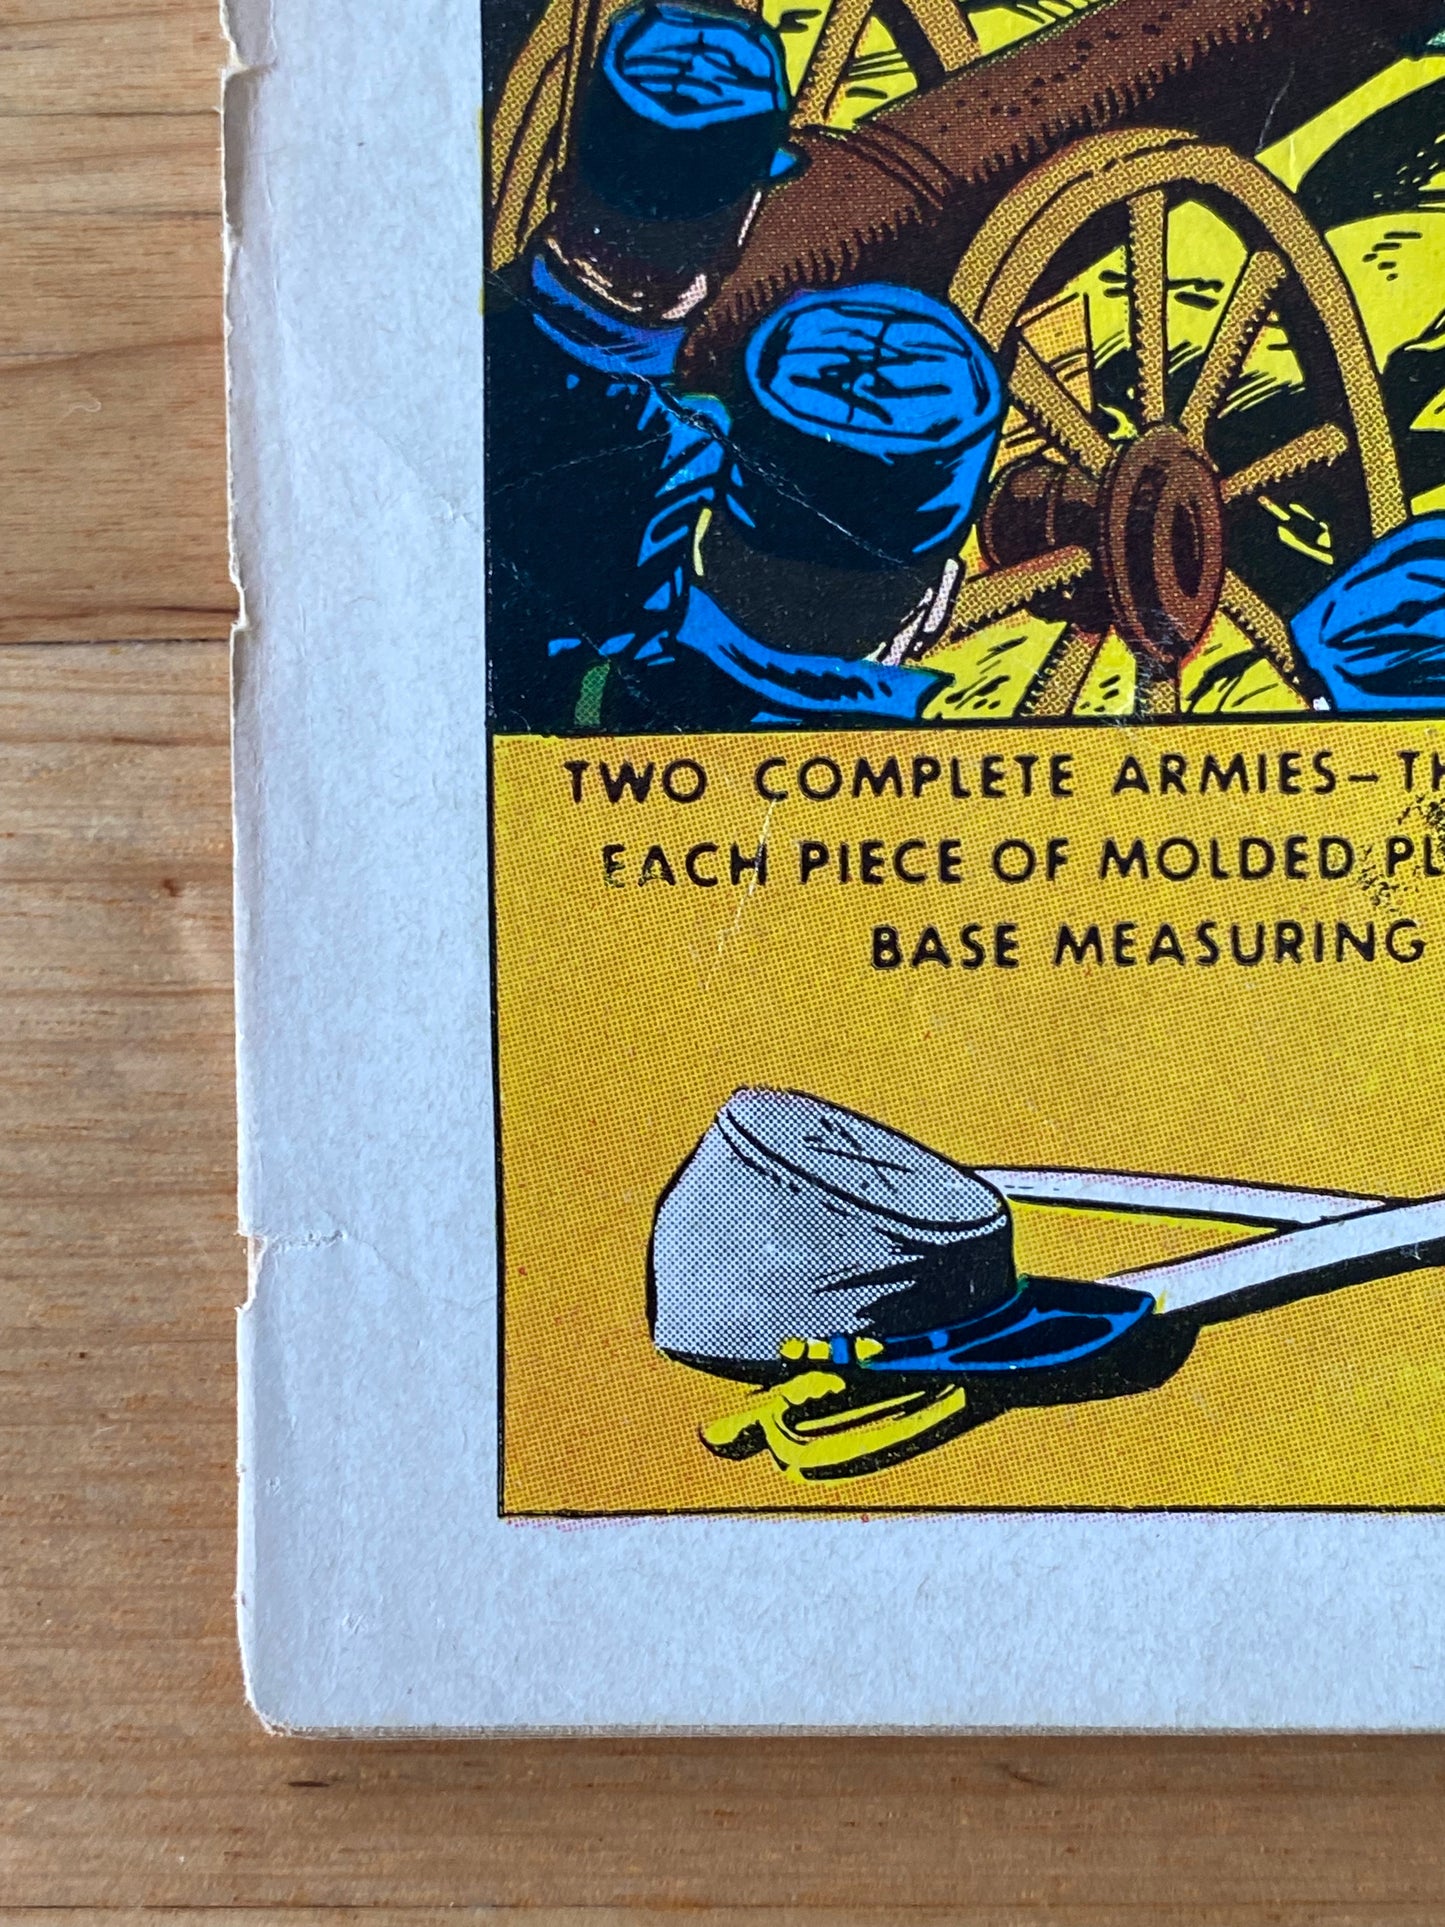 TWO COMPLETE ARMIES—
EACH PIECE OF MOLDED
BASE MEASURING